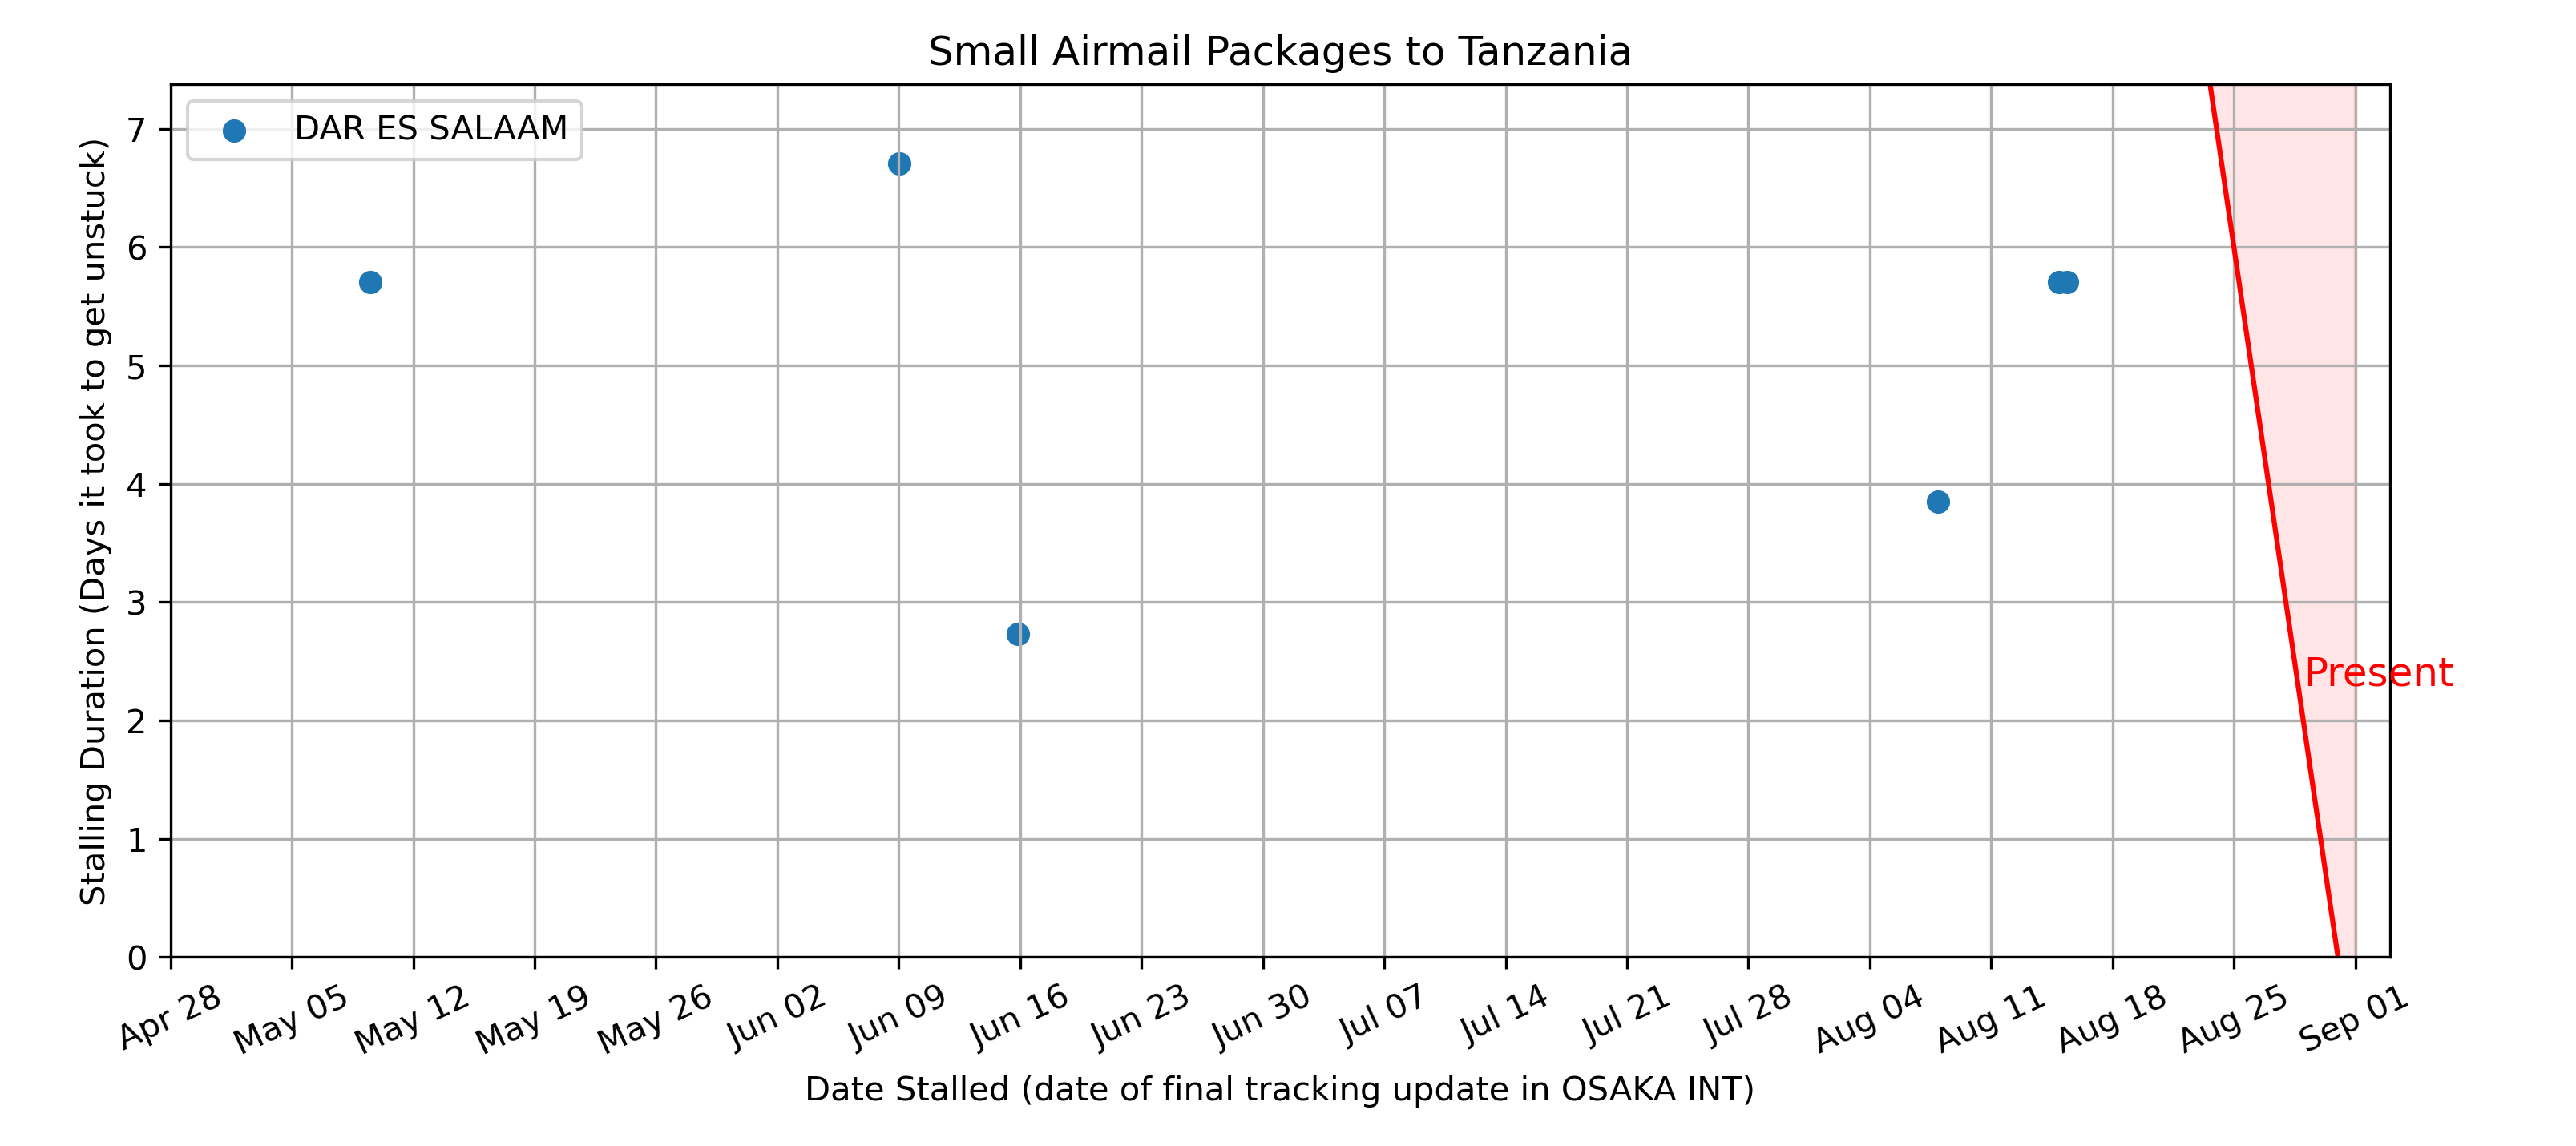 Small Airmail Packages to Tanzania
DAR ES SALAAM
Stalling Duration (Days it took to get unstuck)
7
6
5
4
3
2
1
0
Present
Apr 28 May 05 May 12 May 19 May 26 Jun 02 Jun 09 Jun 16 Jun 23 Jun 30 Jul 07 Jul 14 Jul 21 Jul 28 Aug 04 Aug 11 Aug 18 Aug 25 Sep 01
Date Stalled (date of final tracking update in OSAKA INT)